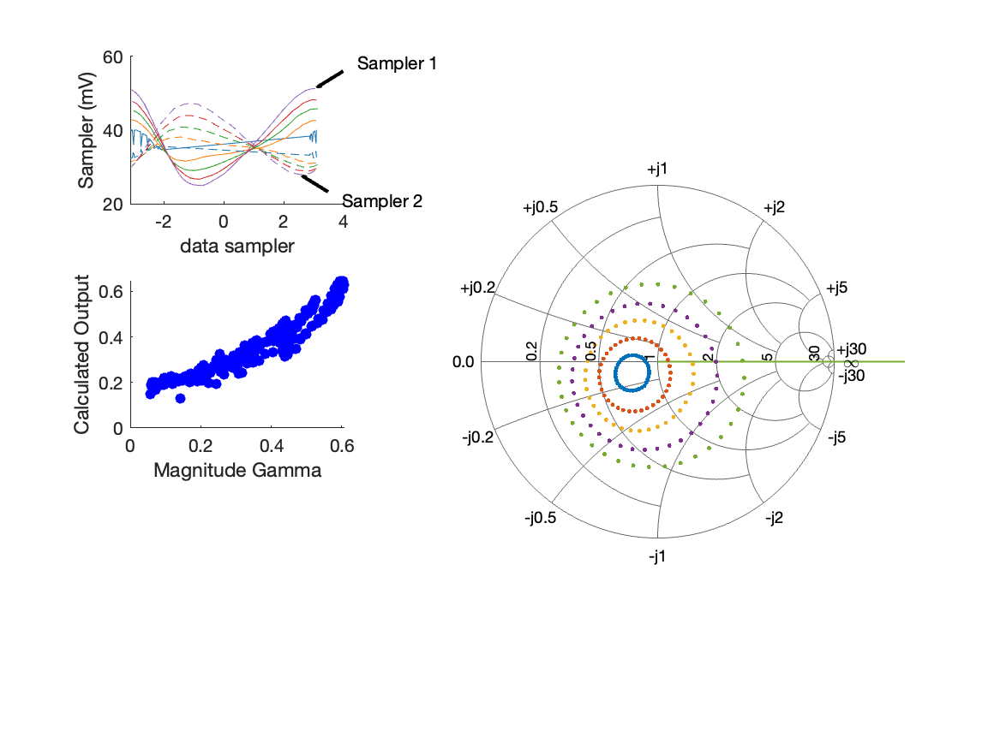 60
40
20
Sampler (mV)
-2
0
2
4
data sampler
Sampler 1
Sampler 2
0.6
0.4
0.2
0
Calculated Output
0
0.2
0.4
0.6
Magnitude Gamma
+j1
+j0.5
+j2
+j0.2
+j5
0.0
0.2
0.5
1
2
5
30
+j30
∞
-j30
-j0.2
-j5
-j0.5
-j2
-j1